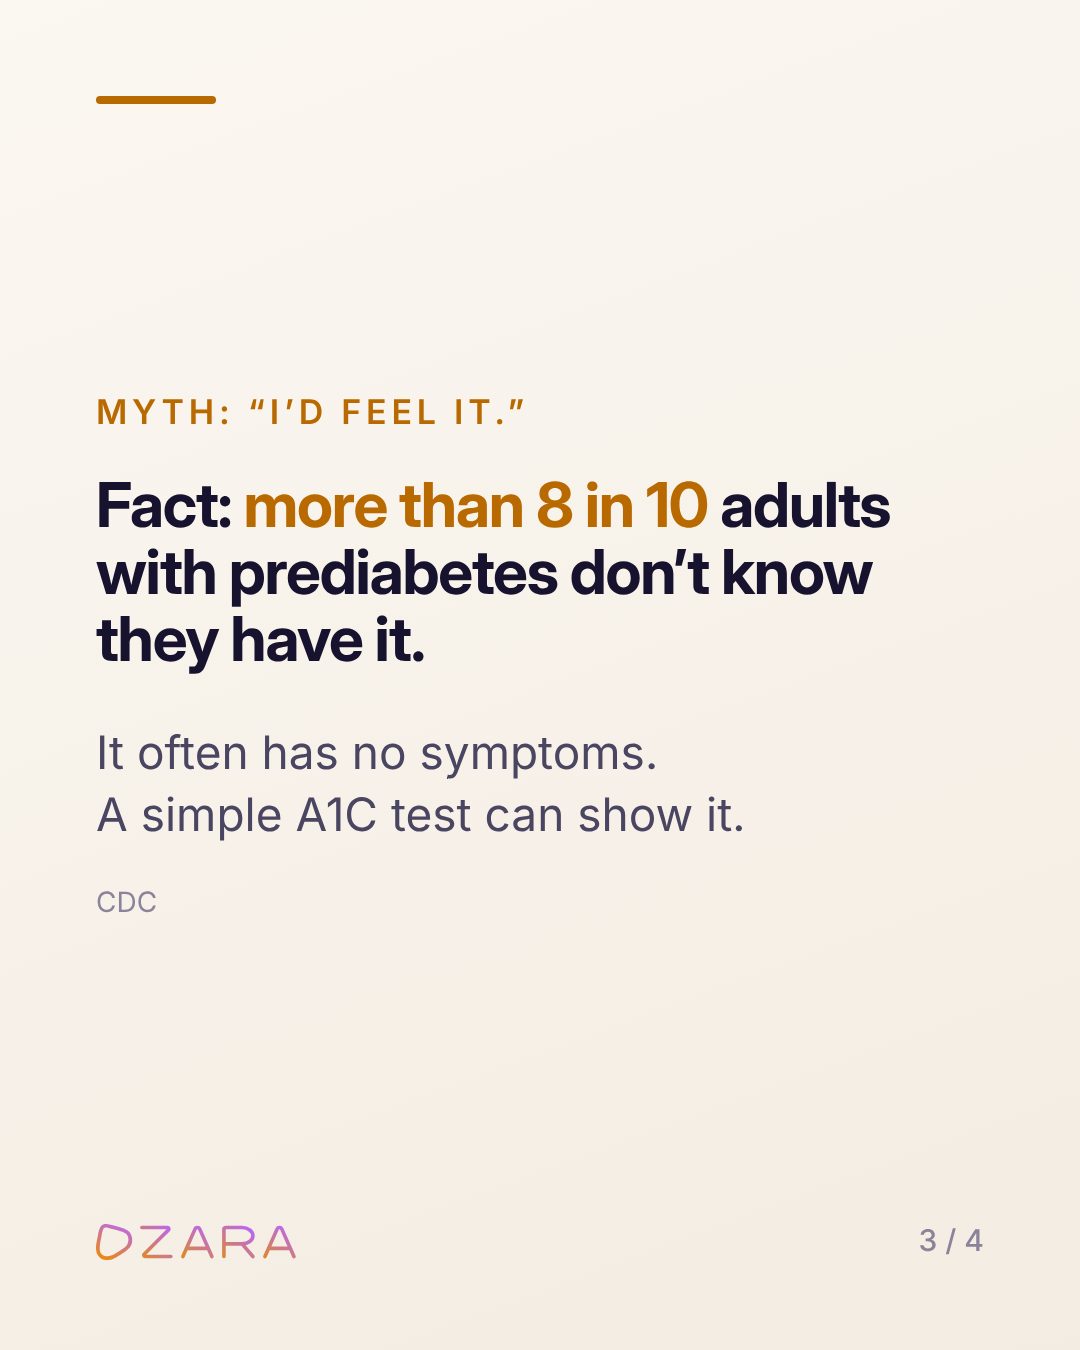 MYTH: “I’D FEEL IT.”
Fact: more than 8 in 10 adults
with prediabetes don’t know
they have it.
It often has no symptoms.
A simple A1C test can show it.
CDC
DZARA
3 / 4